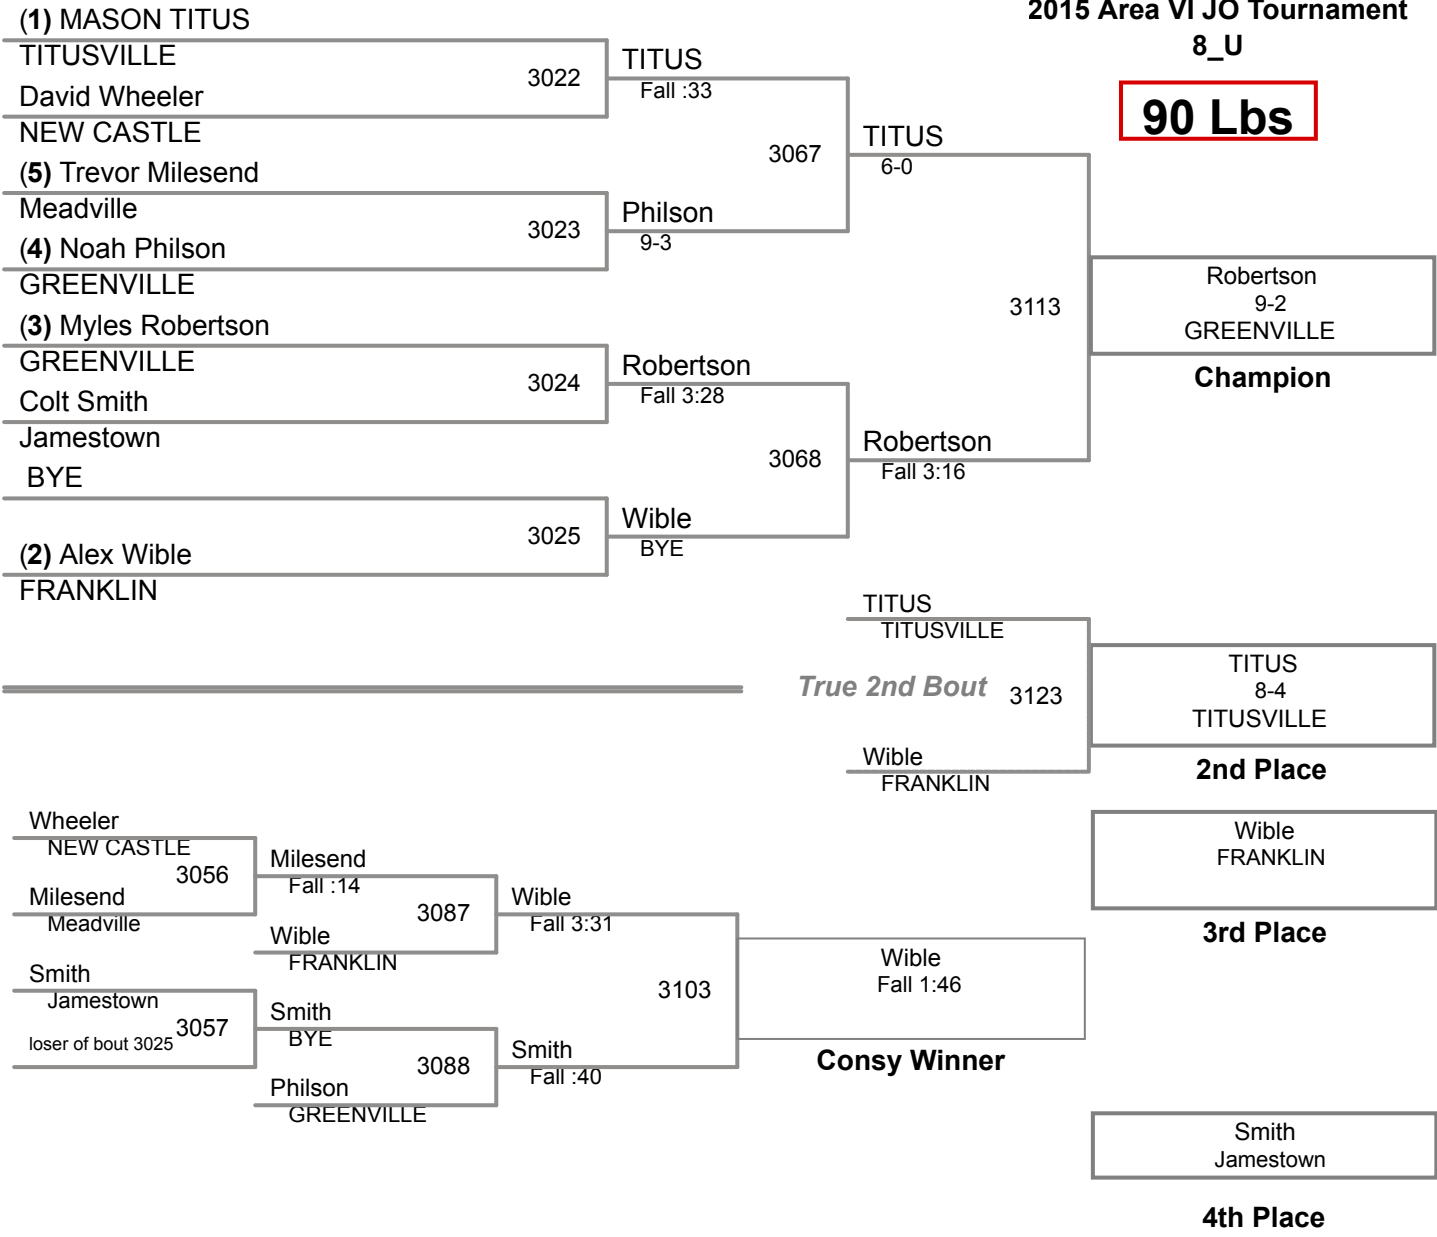 2015 Area VI JO Tournament
8_U
90 Lbs
(1) MASON TITUS
TITUSVILLE
David Wheeler
NEW CASTLE
(5) Trevor Milesend
Meadville
(4) Noah Philson
GREENVILLE
(3) Myles Robertson
GREENVILLE
Colt Smith
Jamestown
BYE
(2) Alex Wible
FRANKLIN
3022
3023
3024
3025
TITUS
Fall :33
Philson
9-3
Robertson
Fall 3:28
Wible
BYE
3067
3068
TITUS
6-0
Robertson
Fall 3:16
3113
Robertson
9-2
GREENVILLE
Champion
TITUS
TITUSVILLE
True 2nd Bout
3123
Wible
FRANKLIN
TITUS
8-4
TITUSVILLE
2nd Place
Wheeler
NEW CASTLE
3056
Milesend
Meadville
Smith
Jamestown
3057
loser of bout 3025
Milesend
Fall :14
3087
Wible
FRANKLIN
Smith
BYE
3088
Philson
GREENVILLE
Wible
Fall 3:31
3103
Smith
Fall :40
Wible
Fall 1:46
Consy Winner
Wible
FRANKLIN
3rd Place
Smith
Jamestown
4th Place